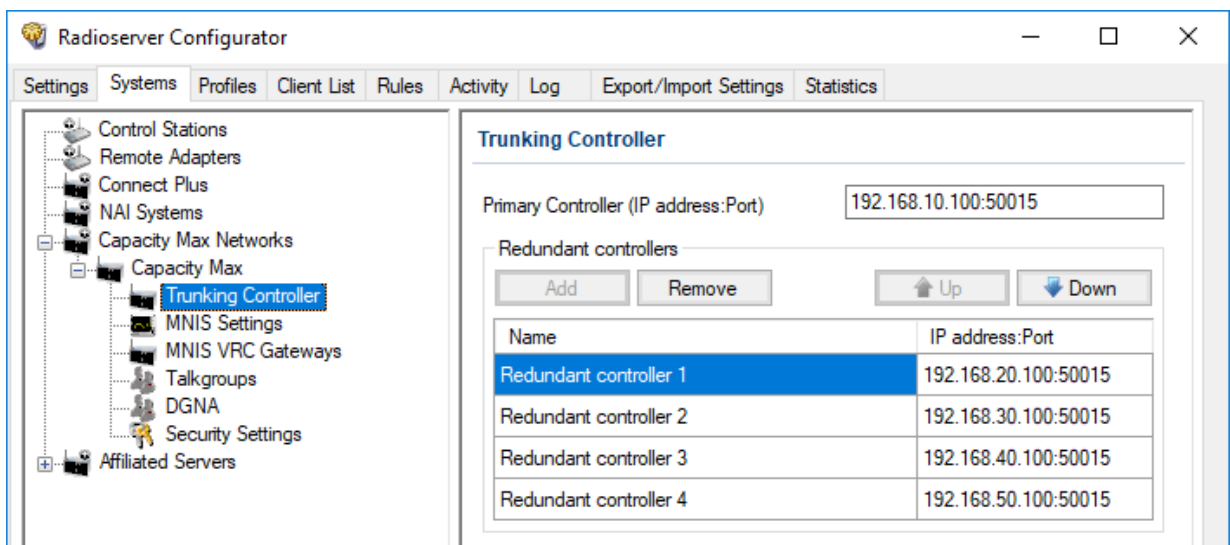 Radioserver Configurator
Settings Systems Profiles Client List Rules Activity Log Export/Import Settings Statistics
Control Stations
Remote Adapters
Connect Plus
NAI Systems
Capacity Max Networks
Capacity Max
Trunking Controller
MNIS Settings
MNIS VRC Gateways
Talkgroups
DGNA
Security Settings
Affiliated Servers
Trunking Controller
Primary Controller (IP address:Port) 192.168.10.100:50015
Redundant controllers
Add Remove Up Down
Name IP address:Port
Redundant controller 1 192.168.20.100:50015
Redundant controller 2 192.168.30.100:50015
Redundant controller 3 192.168.40.100:50015
Redundant controller 4 192.168.50.100:50015